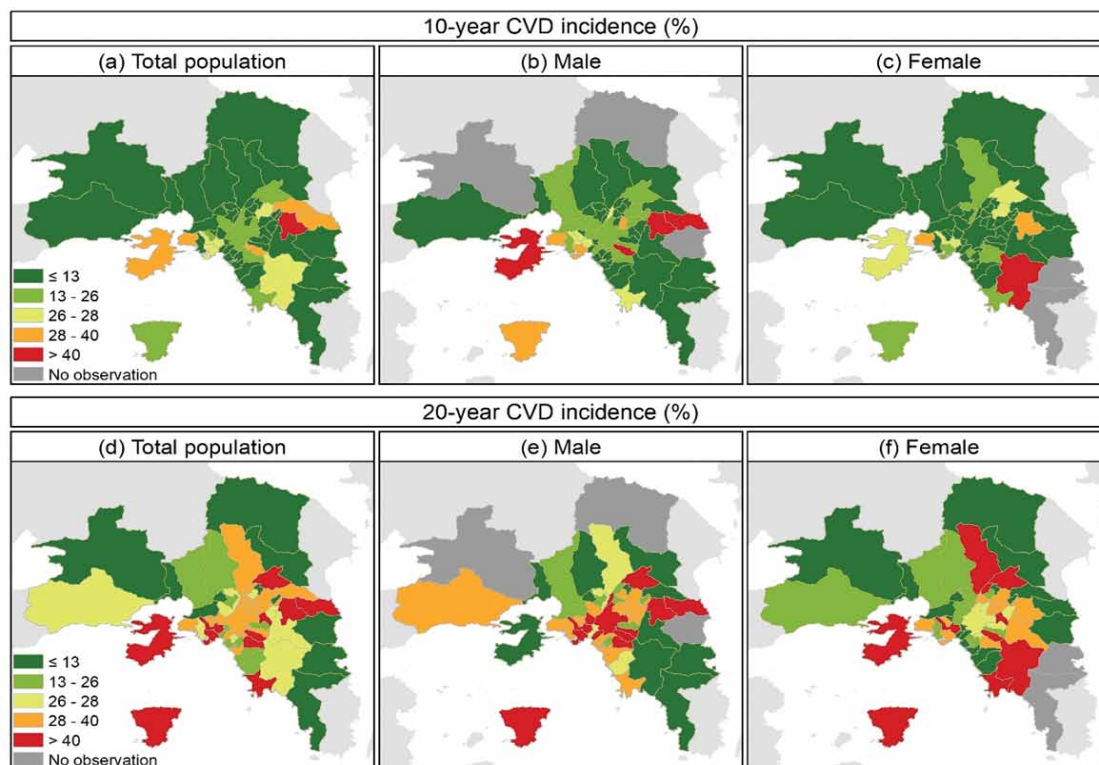 10-year CVD incidence (%)
(a) Total population
(b) Male
(c) Female
≤ 13
13 - 26
26 - 28
28 - 40
> 40
No observation
20-year CVD incidence (%)
(d) Total population
(e) Male
(f) Female
≤ 13
13 - 26
26 - 28
28 - 40
> 40
No observation